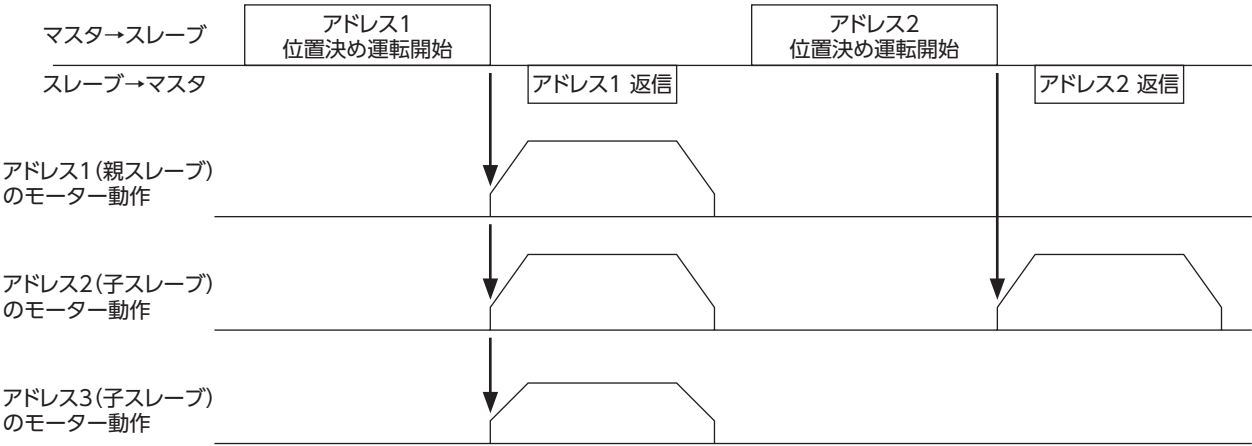 マスタ→スレーブ
アドレス1
位置決め運転開始
アドレス2
位置決め運転開始
スレーブ→マスタ
アドレス1 返信
アドレス2 返信
アドレス1(親スレーブ)
のモーター動作
アドレス2(子スレーブ)
のモーター動作
アドレス3(子スレーブ)
のモーター動作